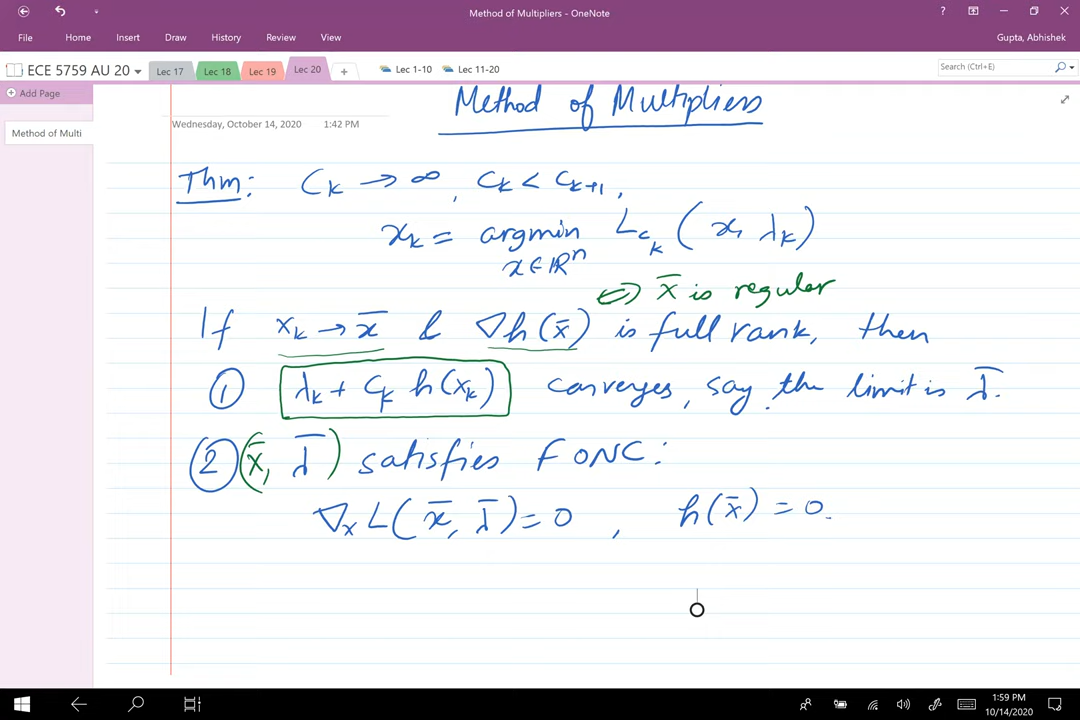 Method of Multipliers - OneNote
?
File Home Insert Draw History Review View
Gupta, Abhishek
ECE 5759 AU 20 Lec 17 Lec 18 Lec 19 Lec 20 + Lec 1-10 Lec 11-20
Search (Ctrl+E)
Add Page
Method of Multi
Method of Multipliers
Wednesday, October 14, 2020 1:42 PM
Thm: C_k → ∞, C_k < C_{k+1},
x_k = argmin L_{c_k} (x, λ_k)
x ∈ ℝ^n
⇔ x̄ is regular
If x_k → x̄ & ∇h(x̄) is full rank, then
① λ_k + C_k h(x_k) converges, say the limit is λ̄.
② (x̄, λ̄) satisfies FONC:
∇_x L(x̄, λ̄) = 0, h(x̄) = 0.
1:59 PM
10/14/2020